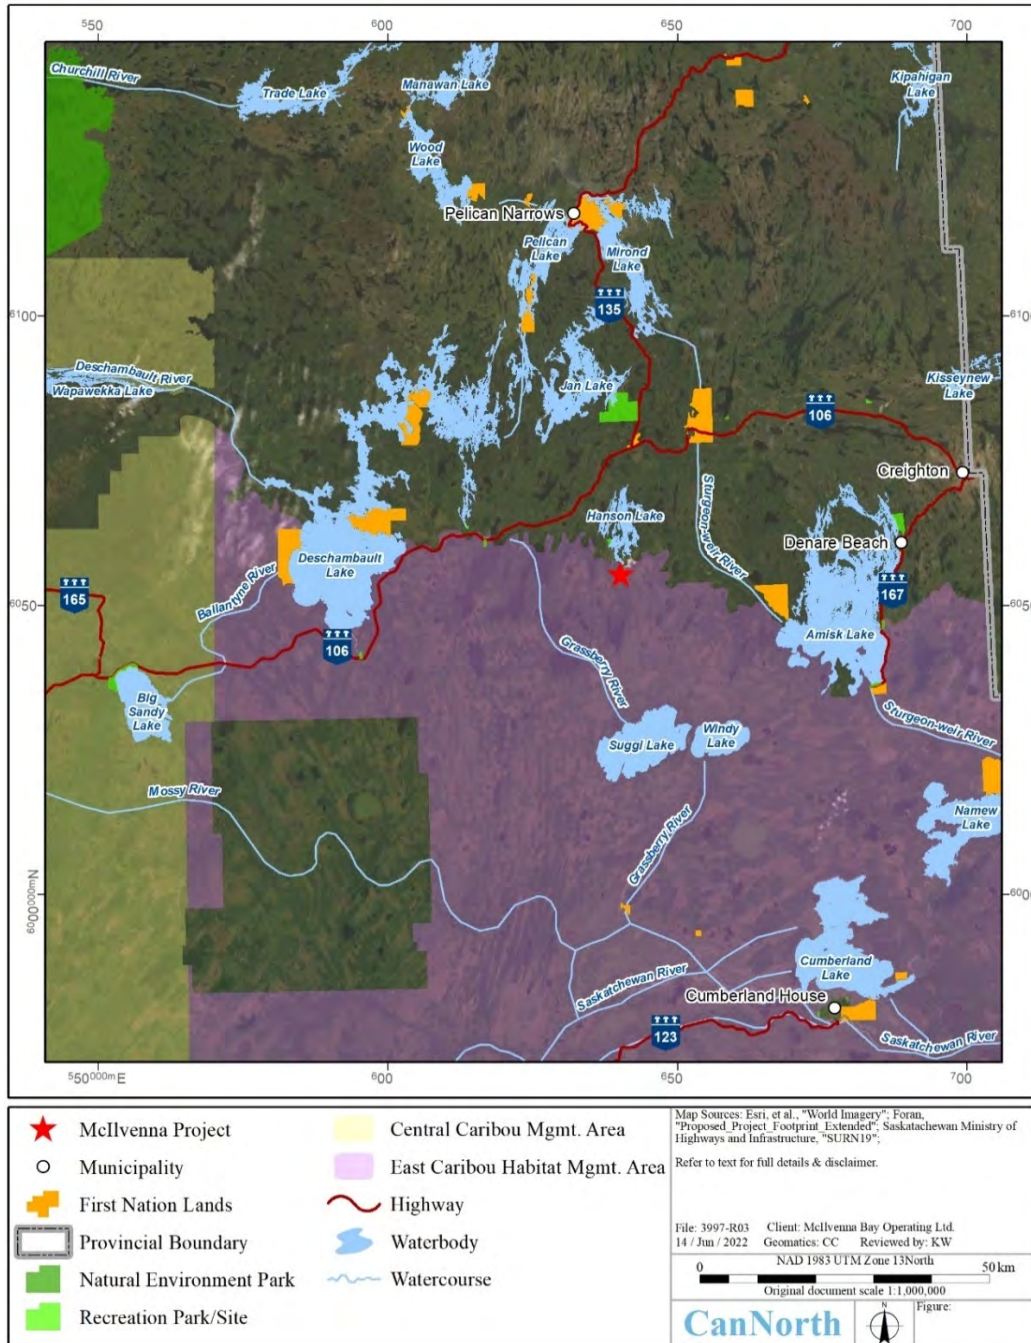 550
600
650
700
Churchill River
Trade Lake
Manawan Lake
Kipahigan
Lake
Wood
Lake
Pelican Narrows
Pelican
Lake
Mirond
Lake
6100
135
6100
Deschambault River
Wapawekka Lake
Jan Lake
Kisseynew
Lake
106
Creighton
Sturgeon-weir River
Hanson Lake
Denare Beach
Deschambault
Lake
Ballantyne River
165
167
6050
6050
106
Amisk Lake
Grassberry River
Big
Sandy
Lake
Suggi Lake
Windy
Lake
Sturgeon-weir River
Mossy River
Namew
Lake
Grassberry River
6000000mN
6000
Cumberland
Lake
Saskatchewan River
Cumberland House
123
Saskatchewan River
550000mE
600
650
700
McIlvenna Project
Municipality
First Nation Lands
Provincial Boundary
Natural Environment Park
Recreation Park/Site
Central Caribou Mgmt. Area
East Caribou Habitat Mgmt. Area
Highway
Waterbody
Watercourse
Map Sources: Esri, et al., "World Imagery"; Foran,
"Proposed_Project_Footprint_Extended"; Saskatchewan Ministry of
Highways and Infrastructure, "SURN19";
Refer to text for full details & disclaimer.
File: 3997-R03 Client: McIlvenna Bay Operating Ltd.
14 / Jun / 2022 Geomatics: CC Reviewed by: KW
NAD 1983 UTM Zone 13North
0 50 km
Original document scale 1:1,000,000
CanNorth
N
Figure: